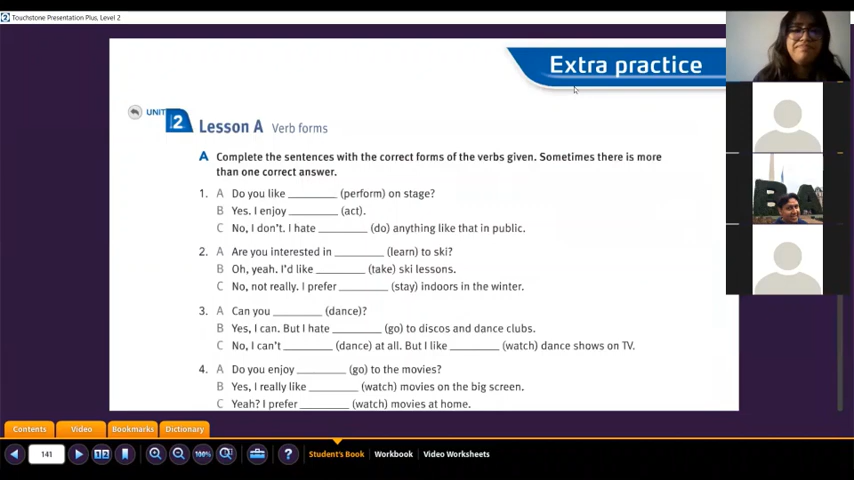 Touchstone Presentation Plus, Level 2
Extra practice
UNIT 2 Lesson A Verb forms
A Complete the sentences with the correct forms of the verbs given. Sometimes there is more
than one correct answer.
1. A Do you like ________ (perform) on stage?
B Yes. I enjoy ________ (act).
C No, I don't. I hate ________ (do) anything like that in public.
2. A Are you interested in ________ (learn) to ski?
B Oh, yeah. I'd like ________ (take) ski lessons.
C No, not really. I prefer ________ (stay) indoors in the winter.
3. A Can you ________ (dance)?
B Yes, I can. But I hate ________ (go) to discos and dance clubs.
C No, I can't ________ (dance) at all. But I like ________ (watch) dance shows on TV.
4. A Do you enjoy ________ (go) to the movies?
B Yes, I really like ________ (watch) movies on the big screen.
C Yeah? I prefer ________ (watch) movies at home.
BA
Contents Video Bookmarks Dictionary
141 1 2 100% ? Student's Book Workbook Video Worksheets